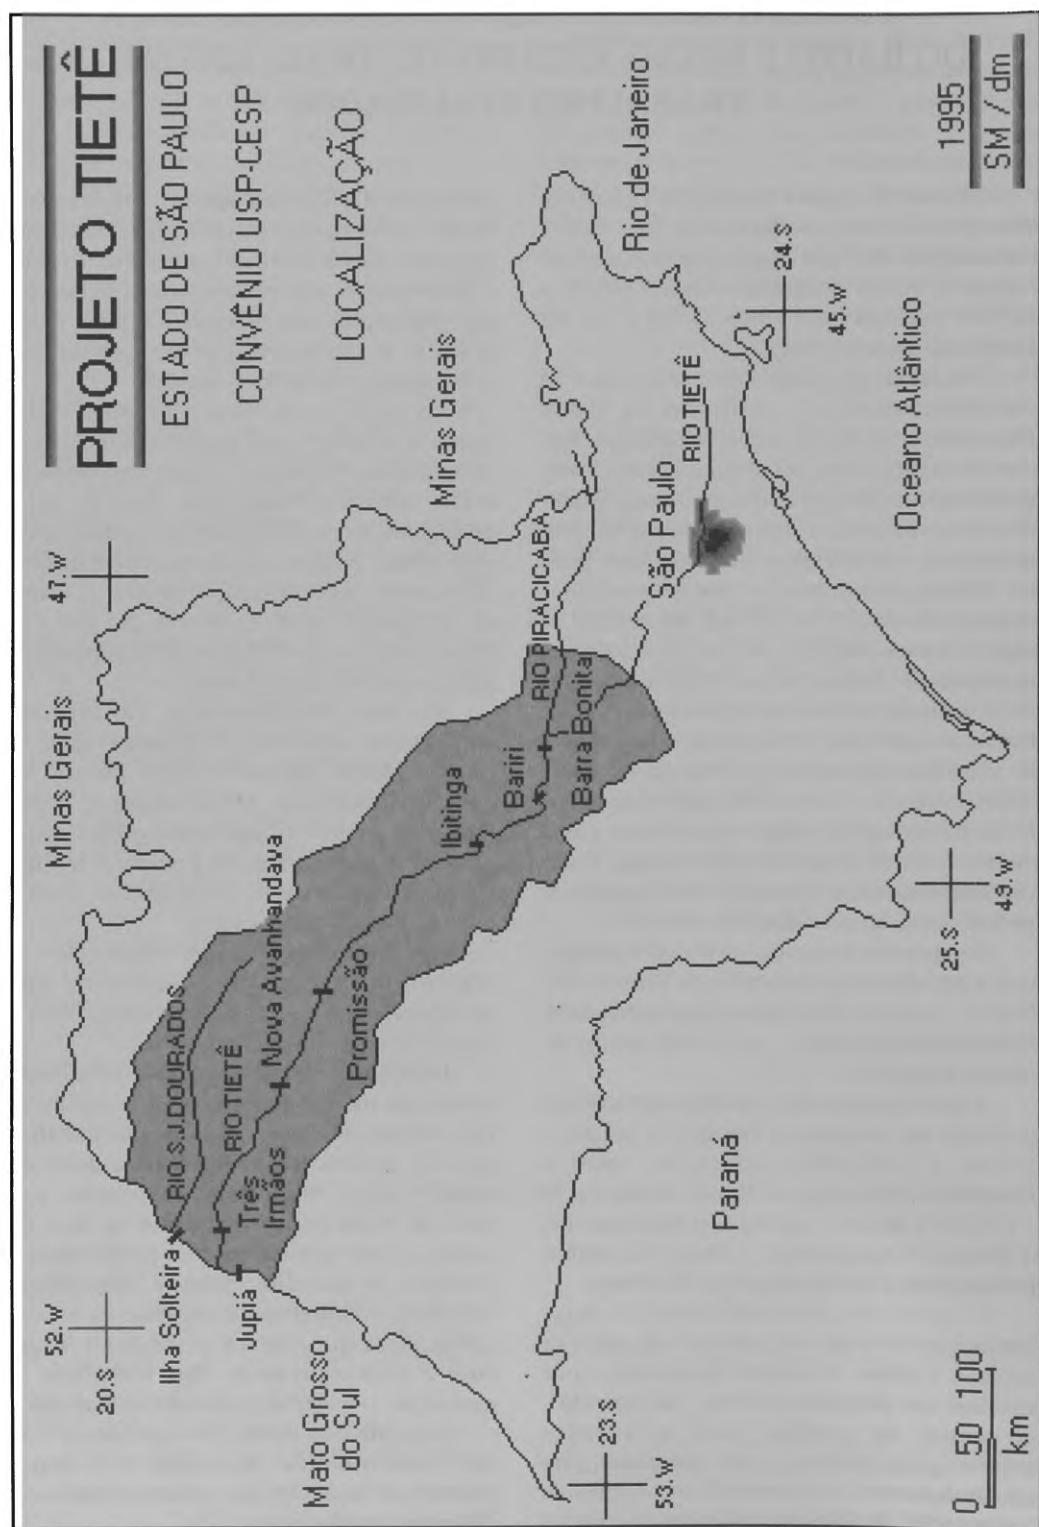 PROJETO TIETÊ
ESTADO DE SÃO PAULO
CONVÊNIO USP-CESP
LOCALIZAÇÃO
52.W
20.S
47.W
Minas Gerais
Minas Gerais
Ilha Solteira
RIO S.J.DOURADOS
Jupiá
Três
Irmãos
RIO TIETÊ
Nova Avanhandava
Promissão
Ibitinga
Bariri
Barra Bonita
RIO PIRACICABA
São Paulo
RIO TIETÊ
Rio de Janeiro
Mato Grosso
do Sul
Paraná
Oceano Atlântico
24.S
45.W
23.S
53.W
25.S
49.W
0 50 100
km
1995
SM / dm